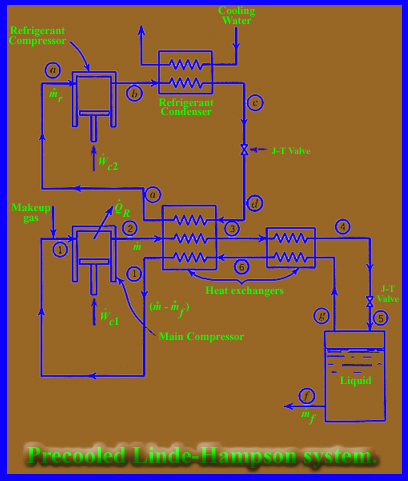 Cooling
Water
Refrigerant
Compressor
a
ṁr
b
Refrigerant
Condenser
c
J-T Valve
Ẇc2
a
d
Makeup
gas
Q̇R
1
2
ṁ
3
4
1
6
Heat exchangers
J-T
Valve
(ṁ - ṁf)
g
5
Ẇc1
Main Compressor
Liquid
f
ṁf
Precooled Linde-Hampson system.